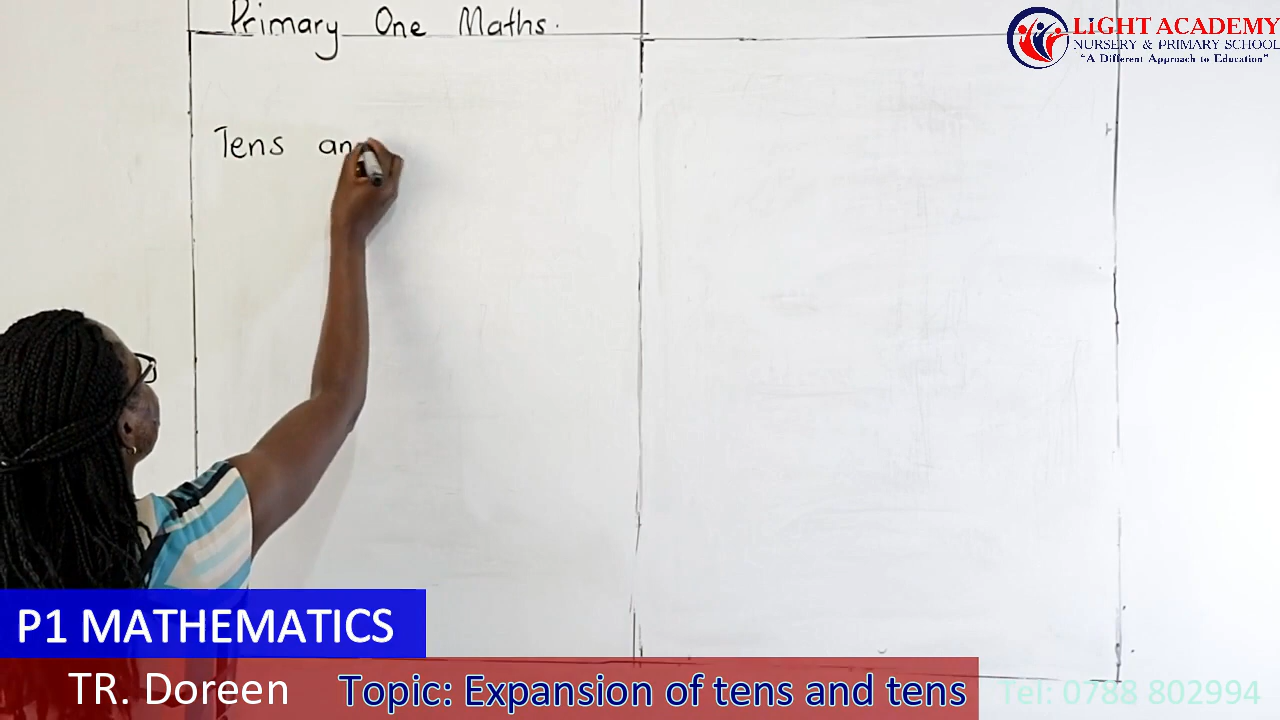 Primary One Maths.
LiGHT ACADEMY
NURSERY & PRIMARY SCHOOL
"A Different Approach to Education"
Tens an
P1 MATHEMATICS
TR. Doreen Topic: Expansion of tens and tens Tel: 0788 802994